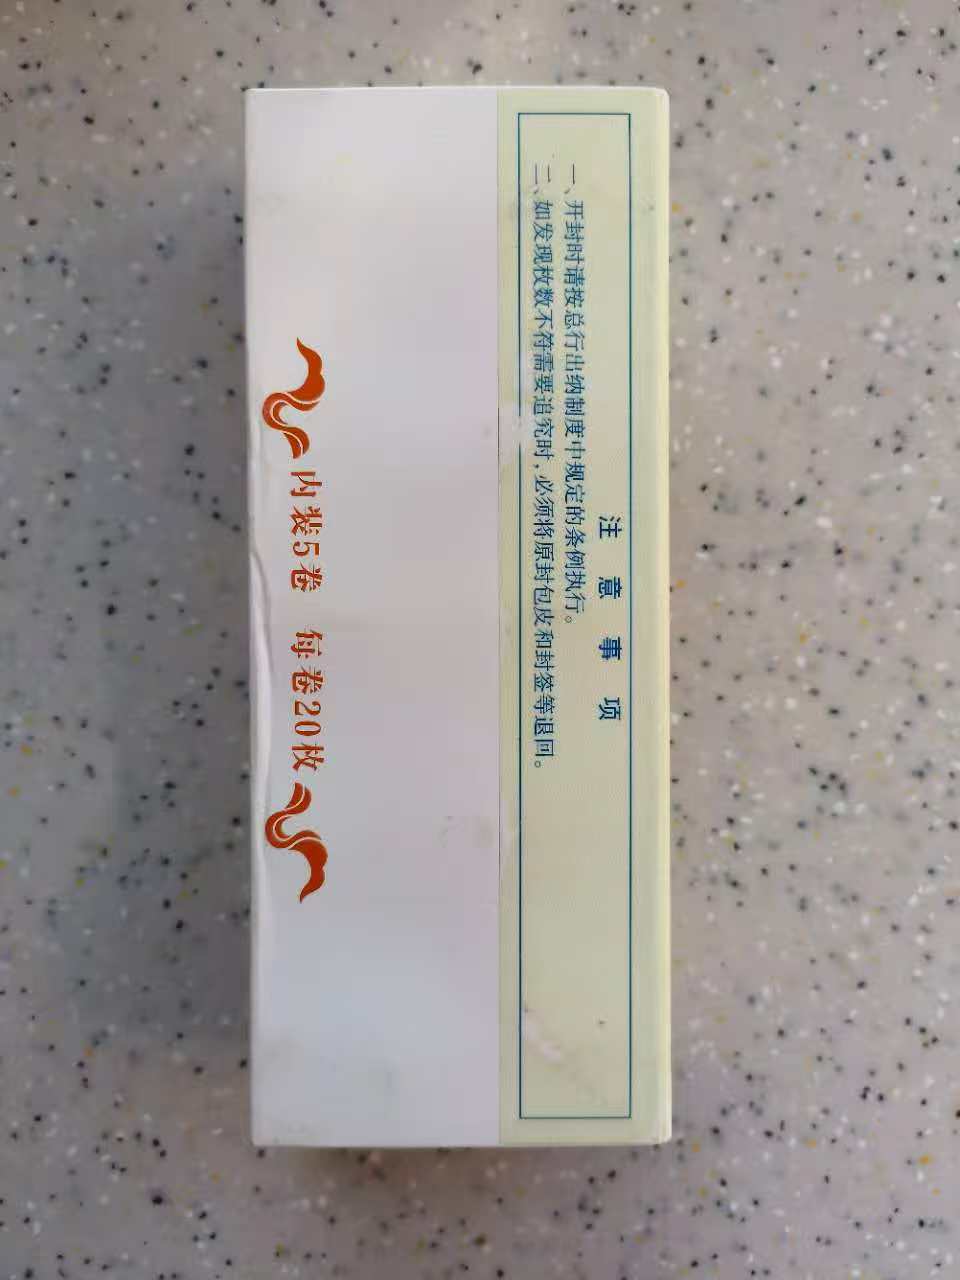 注意事项
一、开封时请按总行出纳制度中规定的条例执行。
二、如发现枚数不符需要追究时,必须将原封包皮和封签等退回。
内装5卷 每卷20枚